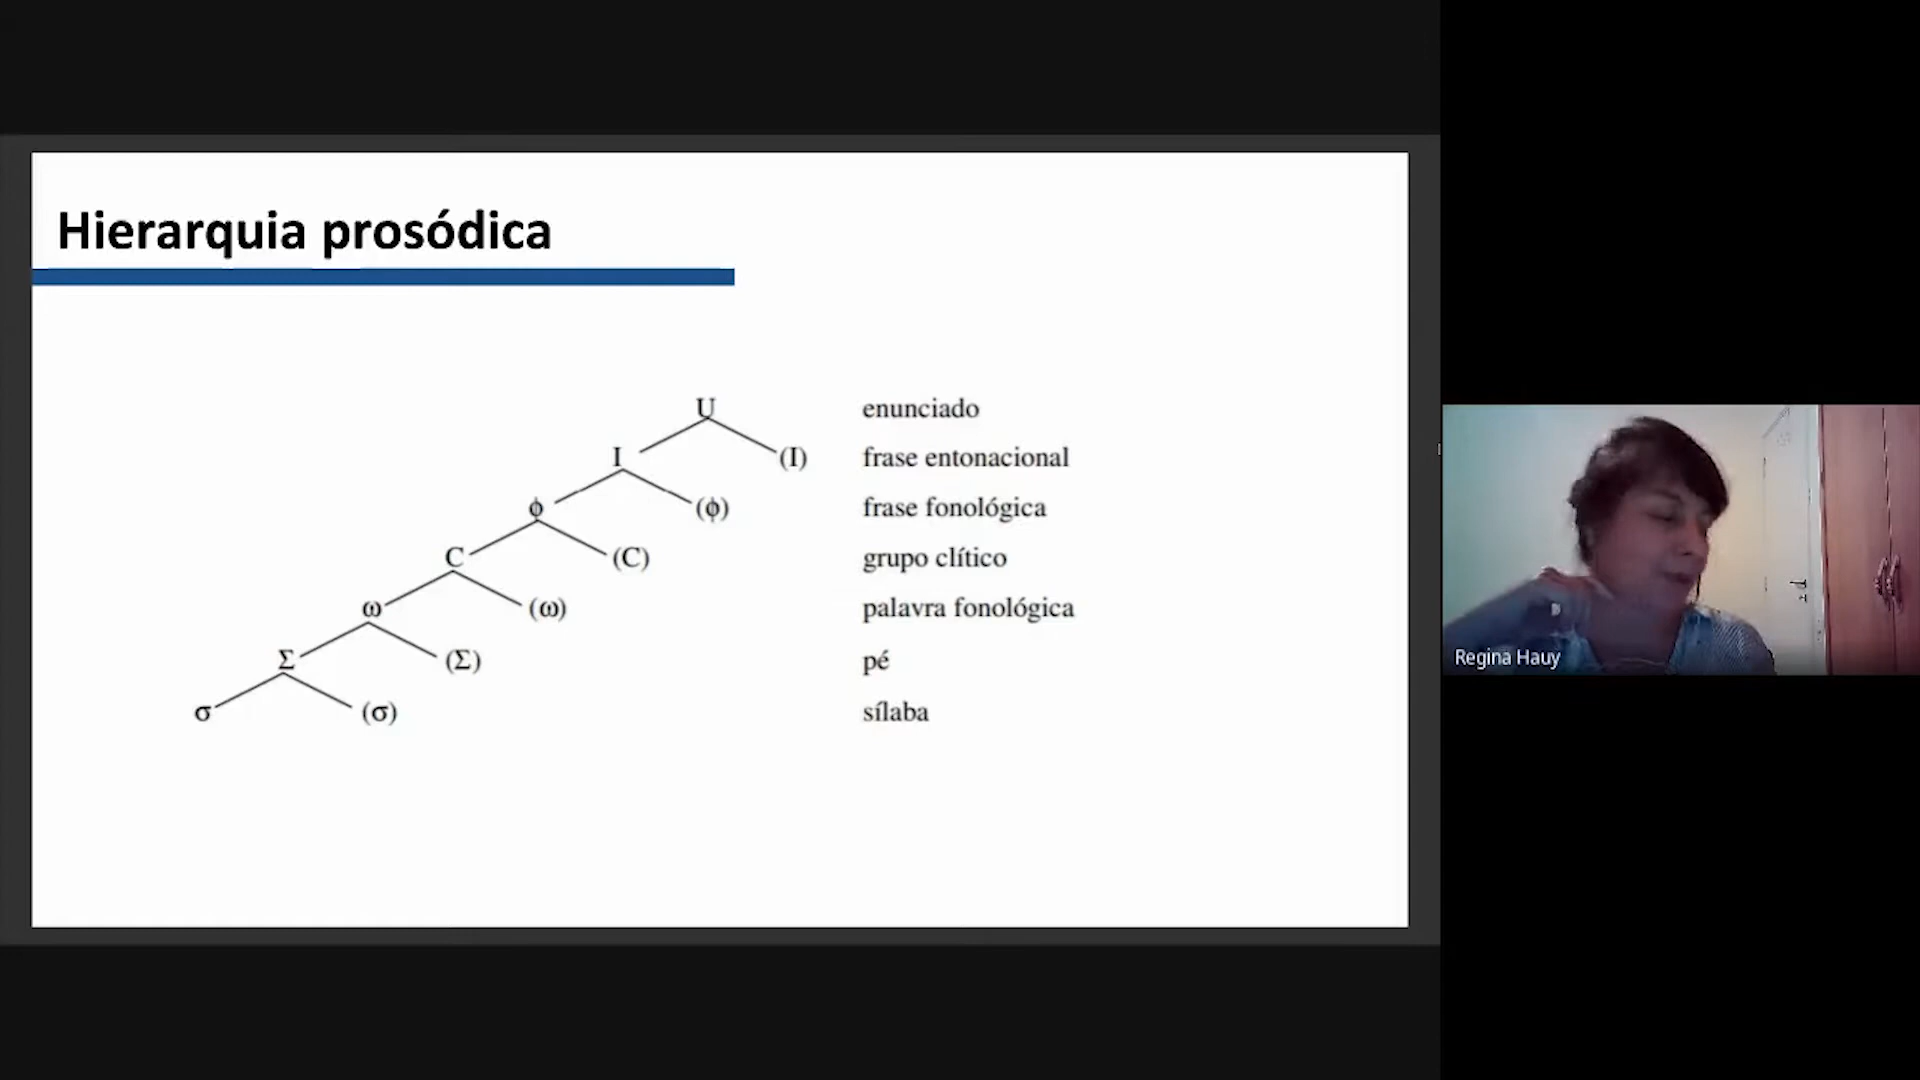 Hierarquia prosódica
U enunciado
I (I) frase entonacional
ϕ (ϕ) frase fonológica
C (C) grupo clítico
ω (ω) palavra fonológica
Σ (Σ) pé
σ (σ) sílaba
Regina Hauy